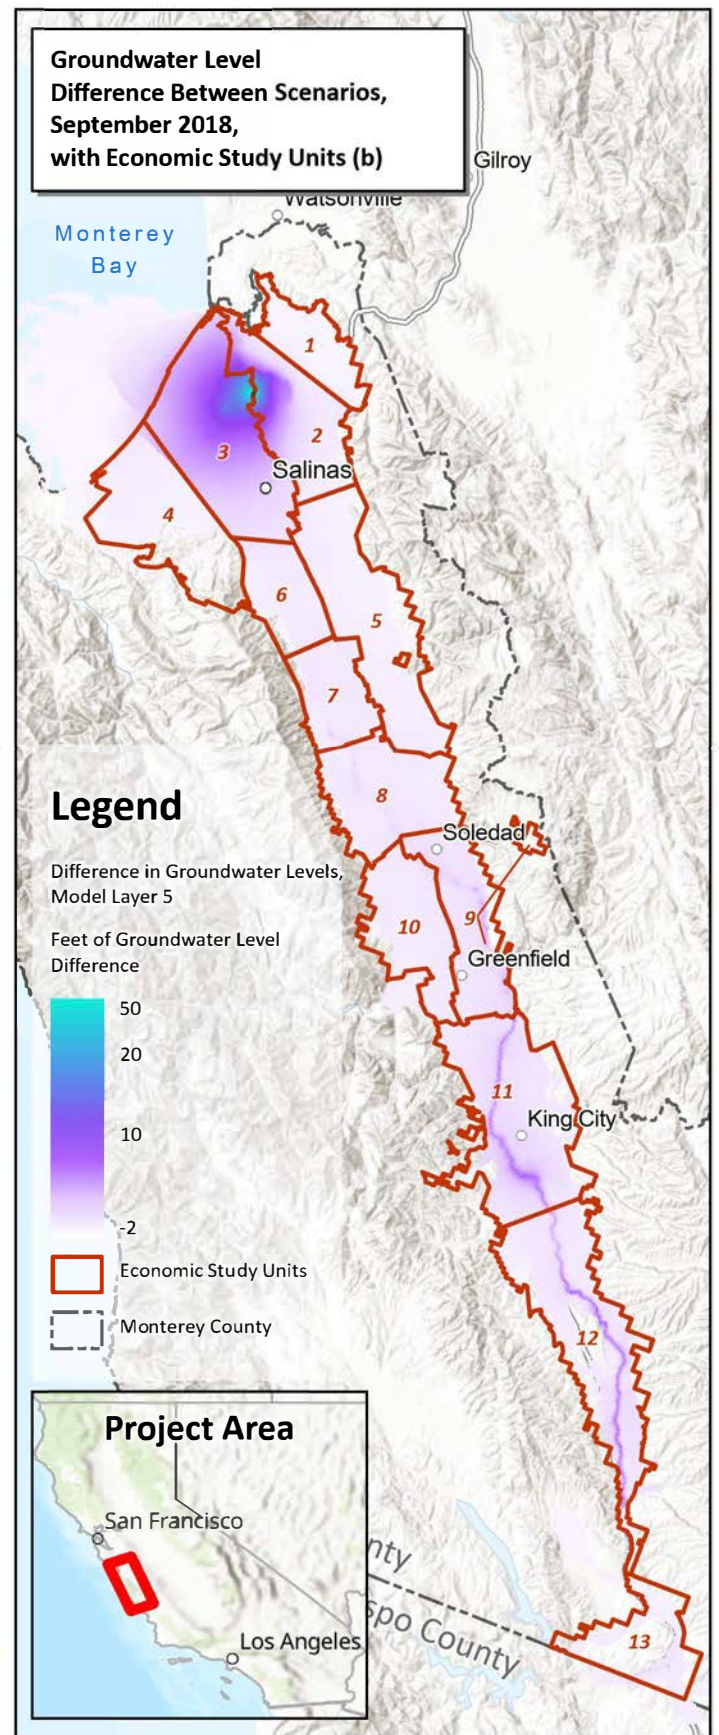 Groundwater Level
Difference Between Scenarios,
September 2018,
with Economic Study Units (b)
Gilroy
Watsonville
Monterey
Bay
1
2
3
Salinas
4
6
5
7
8
Soledad
9
10
Greenfield
11
King City
12
13
Legend
Difference in Groundwater Levels,
Model Layer 5
Feet of Groundwater Level
Difference
50
20
10
-2
Economic Study Units
Monterey County
Project Area
San Francisco
Los Angeles
nty
spo County